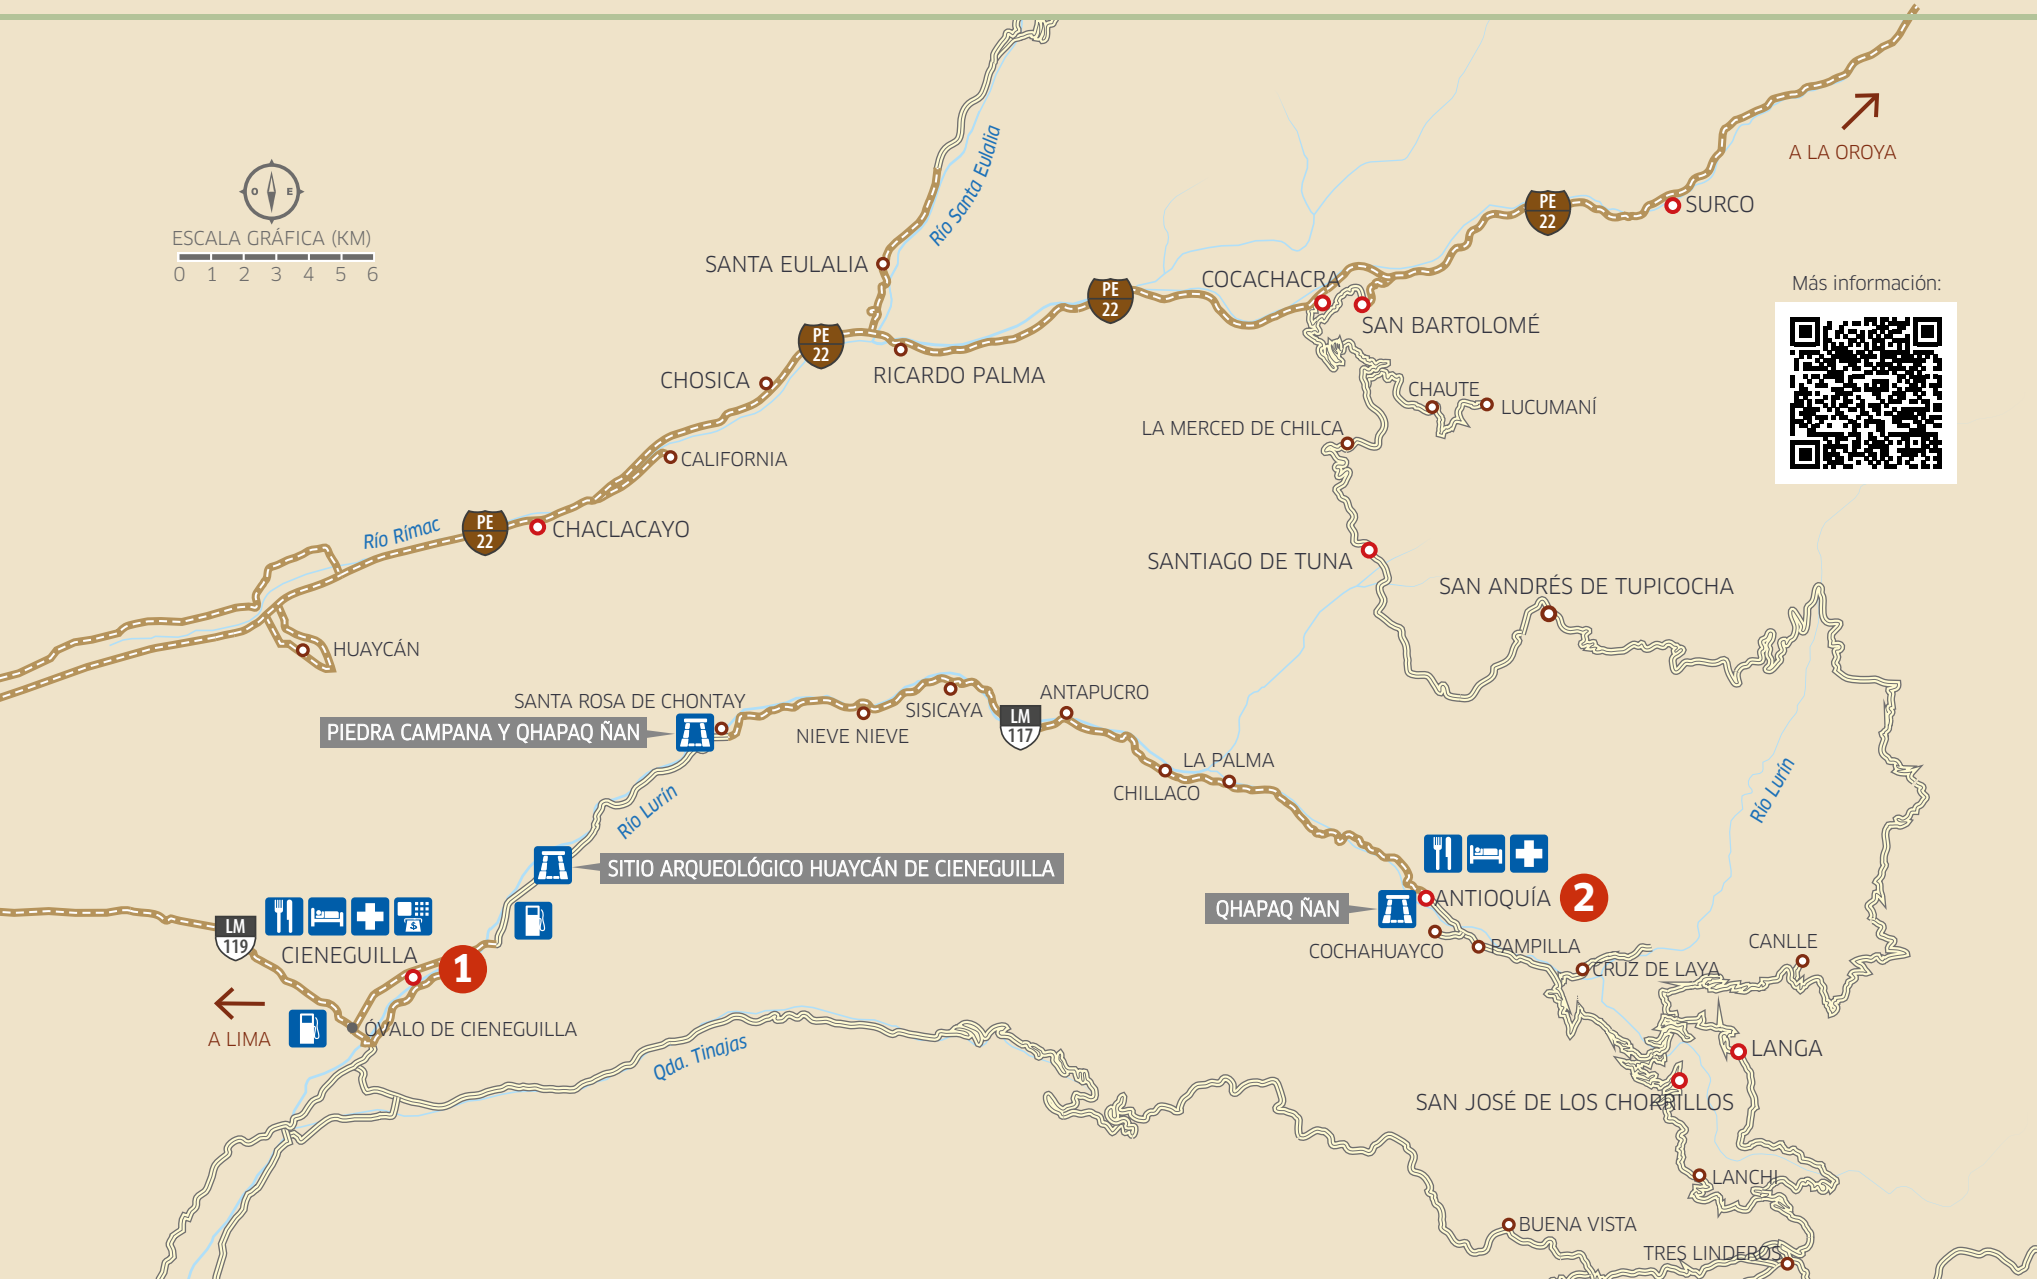 A LA OROYA
O E
ESCALA GRÁFICA (KM)
0 1 2 3 4 5 6
Río Santa Eulalia
PE
22
SURCO
SANTA EULALIA
COCACHACRA
PE
22
Más información:
SAN BARTOLOMÉ
PE
22
RICARDO PALMA
CHOSICA
CHAUTE
LUCUMANÍ
LA MERCED DE CHILCA
CALIFORNIA
Río Rímac
PE
22
CHACLACAYO
SANTIAGO DE TUNA
SAN ANDRÉS DE TUPICOCHA
HUAYCÁN
SANTA ROSA DE CHONTAY
PIEDRA CAMPANA Y QHAPAQ ÑAN
NIEVE NIEVE
SISICAYA
LM
117
ANTAPUCRO
LA PALMA
CHILLACO
Río Lurín
Río Lurín
SITIO ARQUEOLÓGICO HUAYCÁN DE CIENEGUILLA
QHAPAQ ÑAN
ANTIOQUÍA
2
COCHAHUAYCO
PAMPILLA
CRUZ DE LAYA
CANLLE
LM
119
$
CIENEGUILLA
1
A LIMA
ÓVALO DE CIENEGUILLA
Qda. Tinajas
LANGA
SAN JOSÉ DE LOS CHORRILLOS
LANCHI
BUENA VISTA
TRES LINDEROS